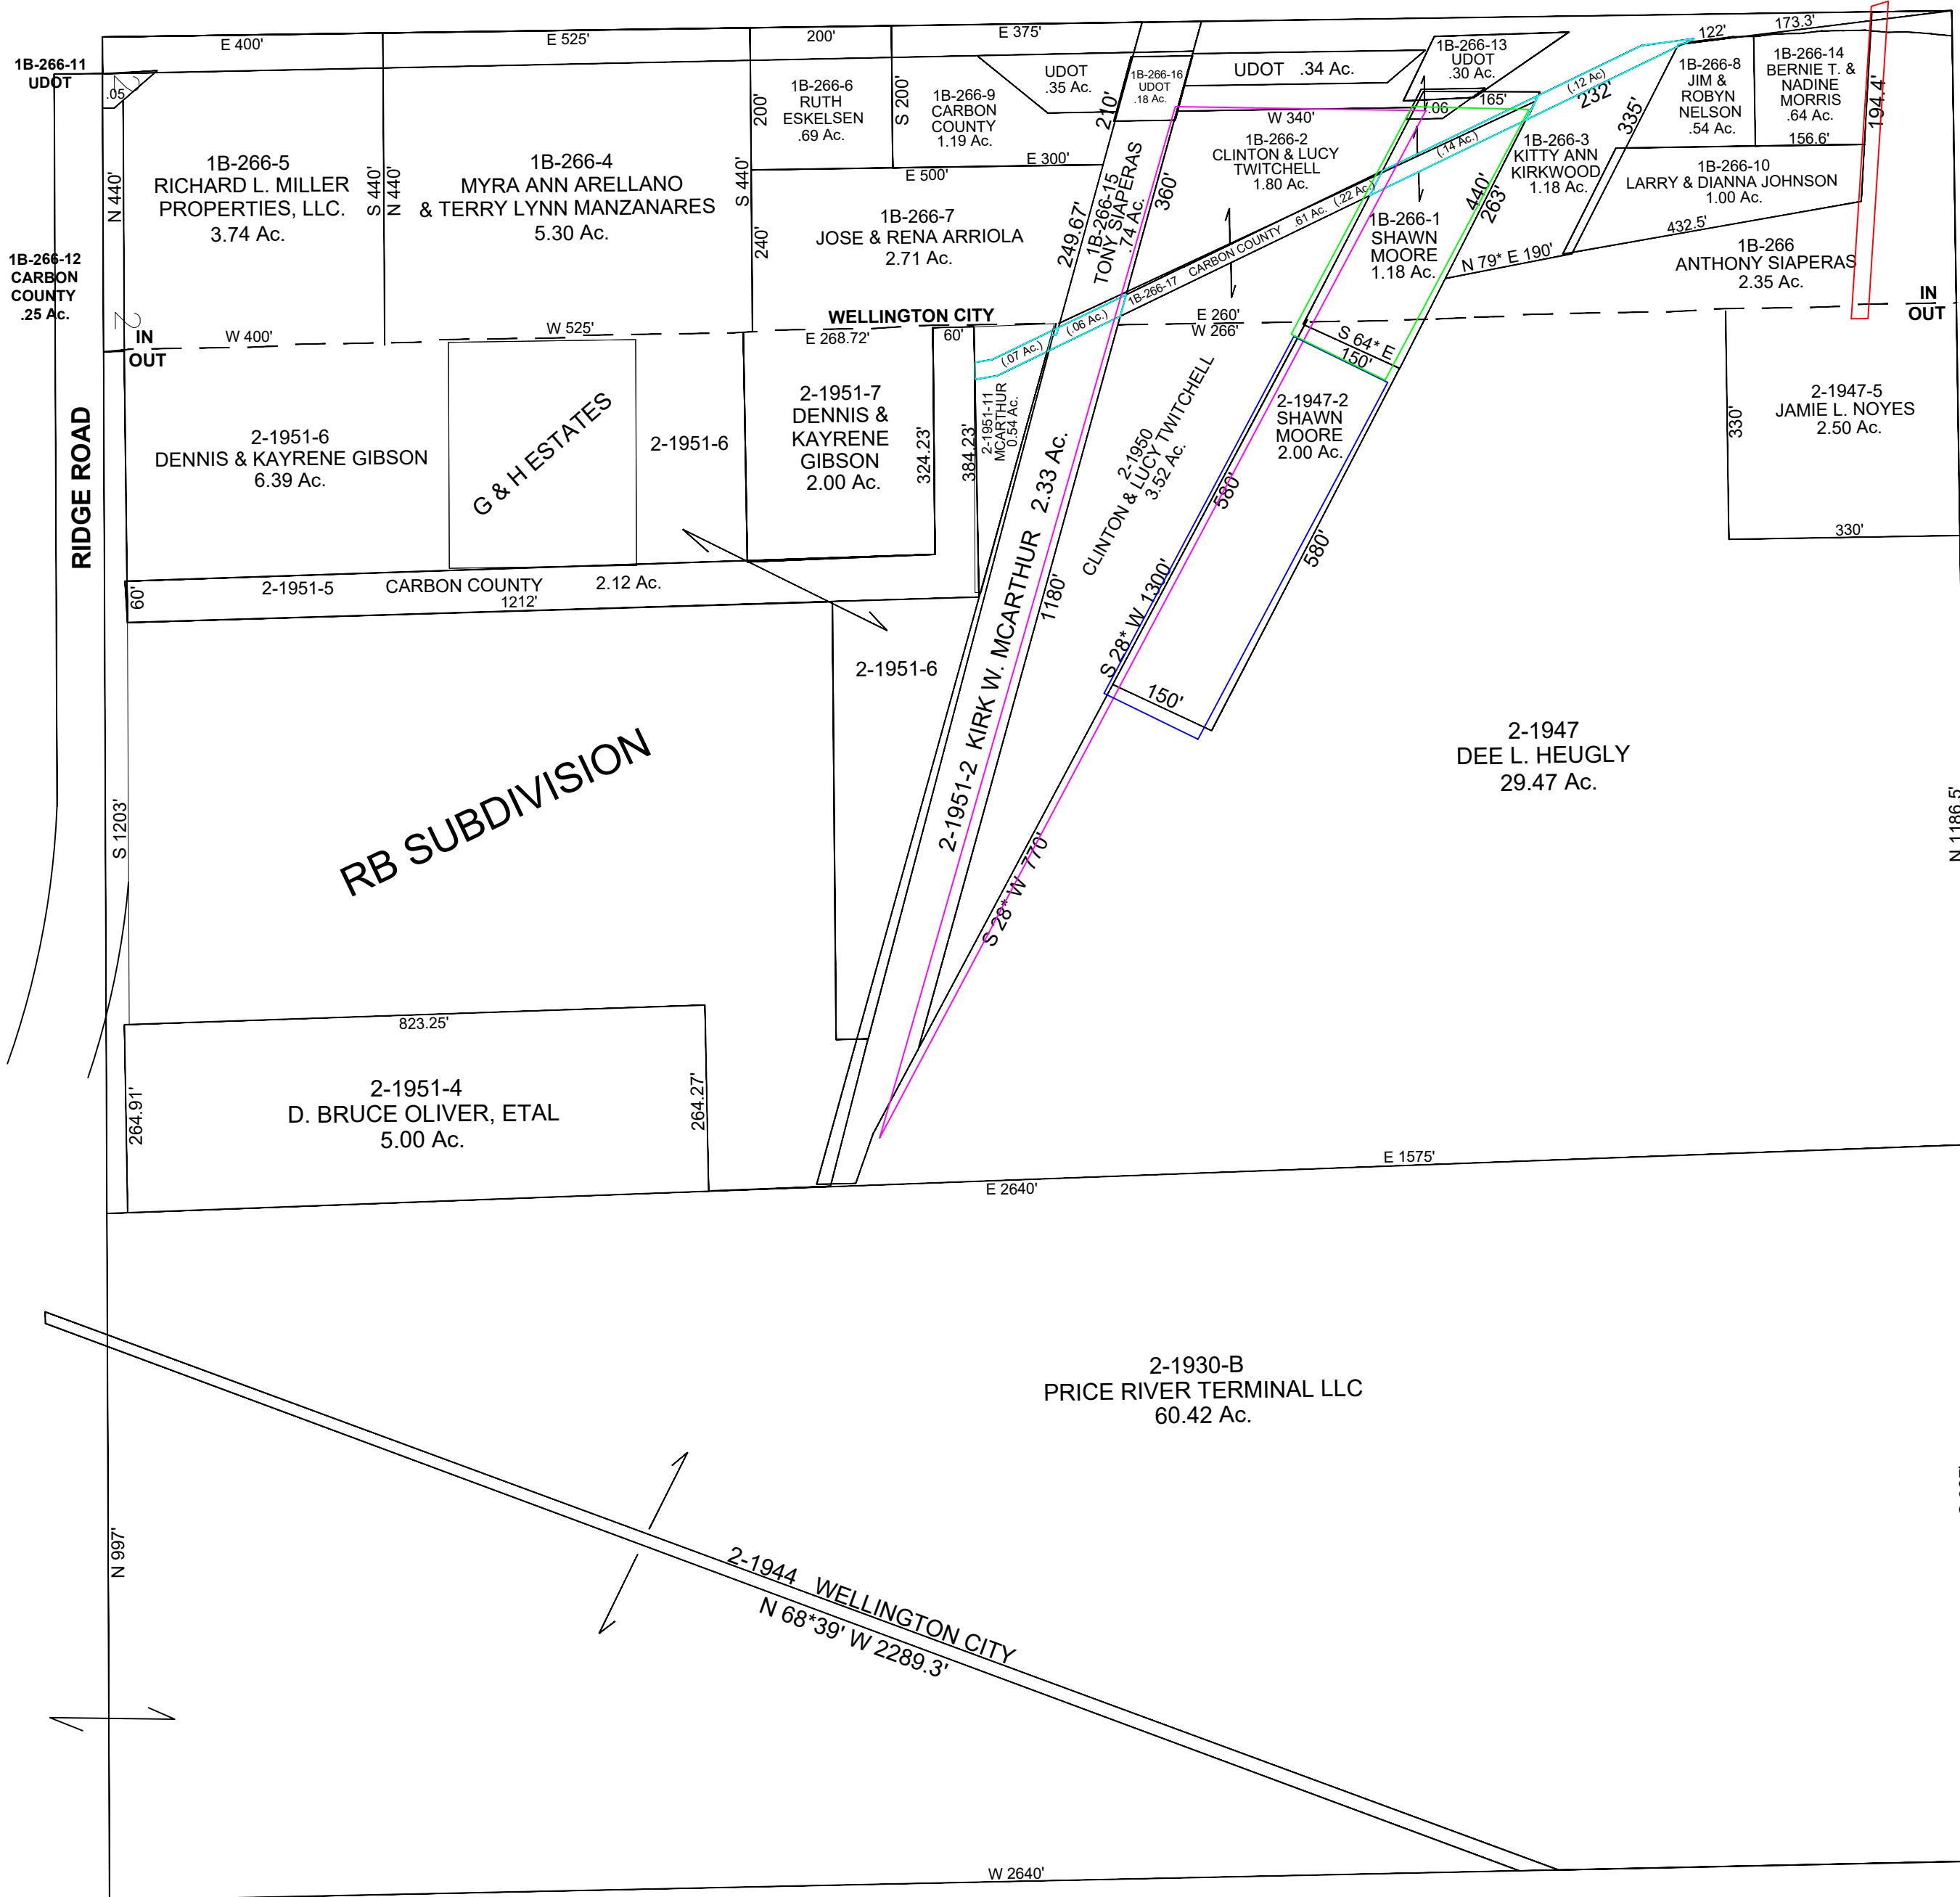 E 400'
E 525'
200'
E 375'
122'
173.3'
1B-266-11
UDOT
.05
1B-266-12
CARBON
COUNTY
.25 Ac.
N 440'
1B-266-5
RICHARD L. MILLER
PROPERTIES, LLC.
3.74 Ac.
S 440'
N 440'
1B-266-4
MYRA ANN ARELLANO
& TERRY LYNN MANZANARES
5.30 Ac.
S 440'
200'
240'
1B-266-6
RUTH
ESKELSEN
.69 Ac.
S 200'
1B-266-9
CARBON
COUNTY
1.19 Ac.
E 300'
E 500'
1B-266-7
JOSE & RENA ARRIOLA
2.71 Ac.
UDOT
.35 Ac.
210'
249.67'
1B-266-16
UDOT
.18 Ac.
1B-266-15
TONY SIAPERAS
.74 Ac.
360'
UDOT .34 Ac.
W 340'
1B-266-2
CLINTON & LUCY
TWITCHELL
1.80 Ac.
1B-266-13
UDOT
.30 Ac.
.06
165'
232'
(.12 Ac)
(.14 Ac.)
(.22 Ac.)
1B-266-17 CARBON COUNTY .61 Ac.
(.06 Ac.)
(.07 Ac.)
1B-266-1
SHAWN
MOORE
1.18 Ac.
440'
263'
1B-266-3
KITTY ANN
KIRKWOOD
1.18 Ac.
335'
1B-266-8
JIM &
ROBYN
NELSON
.54 Ac.
1B-266-14
BERNIE T. &
NADINE
MORRIS
.64 Ac.
156.6'
194.4'
1B-266-10
LARRY & DIANNA JOHNSON
1.00 Ac.
432.5'
N 79* E 190'
1B-266
ANTHONY SIAPERAS
2.35 Ac.
IN
OUT
IN
OUT
W 400'
W 525'
WELLINGTON CITY
E 268.72'
60'
E 260'
W 266'
S 64* E
150'
RIDGE ROAD
2-1951-6
DENNIS & KAYRENE GIBSON
6.39 Ac.
G & H ESTATES
2-1951-6
2-1951-7
DENNIS &
KAYRENE
GIBSON
2.00 Ac.
324.23'
384.23'
2-1951-11
MCARTHUR
0.54 Ac.
2-1951-2 KIRK W. MCARTHUR 2.33 Ac.
1180'
2-1950
CLINTON & LUCY TWITCHELL
3.52 Ac.
580'
2-1947-2
SHAWN
MOORE
2.00 Ac.
580'
S 28* W 1300'
150'
S 28* W 770'
330'
2-1947-5
JAMIE L. NOYES
2.50 Ac.
330'
60'
2-1951-5 CARBON COUNTY 2.12 Ac.
1212'
2-1951-6
S 1203'
RB SUBDIVISION
2-1947
DEE L. HEUGLY
29.47 Ac.
N 1186.5'
823.25'
264.91'
2-1951-4
D. BRUCE OLIVER, ETAL
5.00 Ac.
264.27'
E 1575'
E 2640'
2-1930-B
PRICE RIVER TERMINAL LLC
60.42 Ac.
N 997'
2-1944 WELLINGTON CITY
N 68*39' W 2289.3'
W 2640'